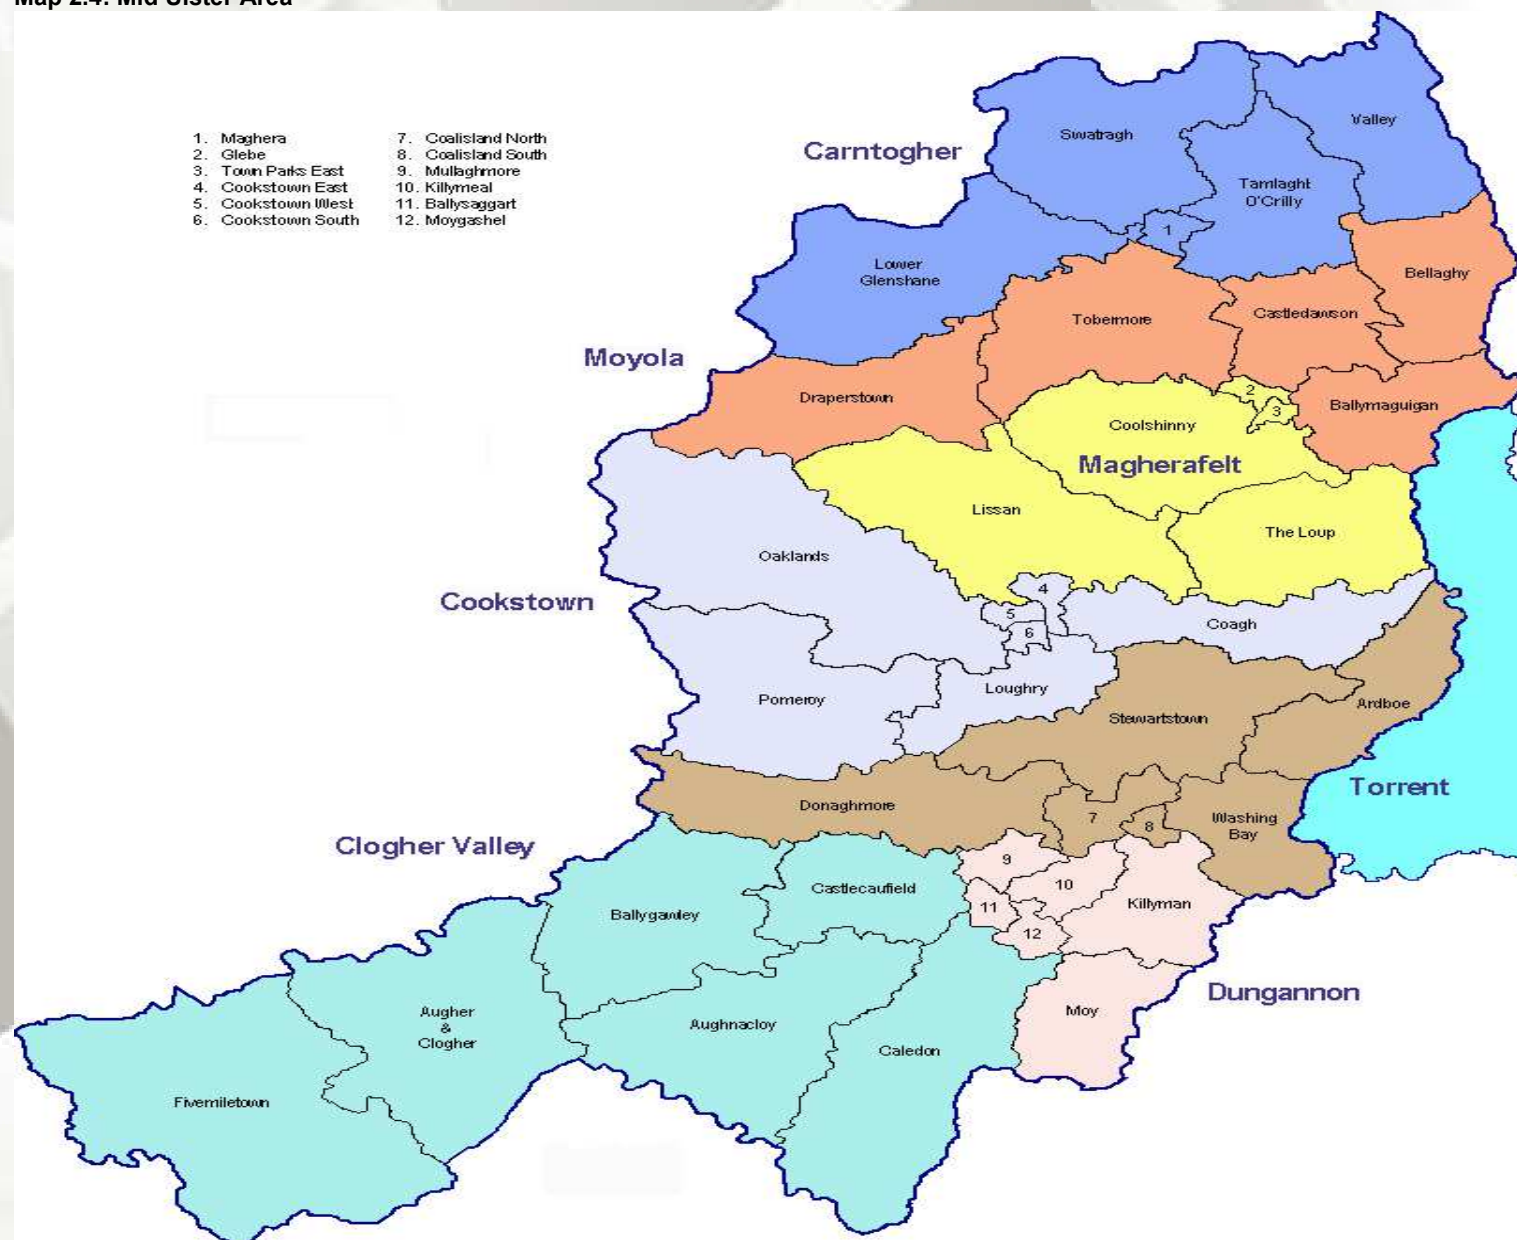 Map 2.4: Mid Ulster Area
1. Maghera
2. Glebe
3. Town Parks East
4. Cookstown East
5. Cookstown West
6. Cookstown South
7. Coalisland North
8. Coalisland South
9. Mullaghmore
10. Killymeal
11. Ballysaggart
12. Moygashel
Carntogher
Swatragh
Valley
Tamlaght
O'Crilly
1
Lower
Glenshane
Bellaghy
Tobermore
Castledawson
Moyola
Draperstown
2
3
Ballymaguigan
Coolshinny
Magherafelt
Lissan
The Loup
Oaklands
Cookstown
4
5
6
Coagh
Loughry
Pomeroy
Ardboe
Stewartstown
Torrent
Donaghmore
7
8
Washing
Bay
Clogher Valley
9
10
11
12
Castlecaufield
Killyman
Ballygawley
Dungannon
Moy
Augher
&
Clogher
Aughnacloy
Caledon
Fivemiletown